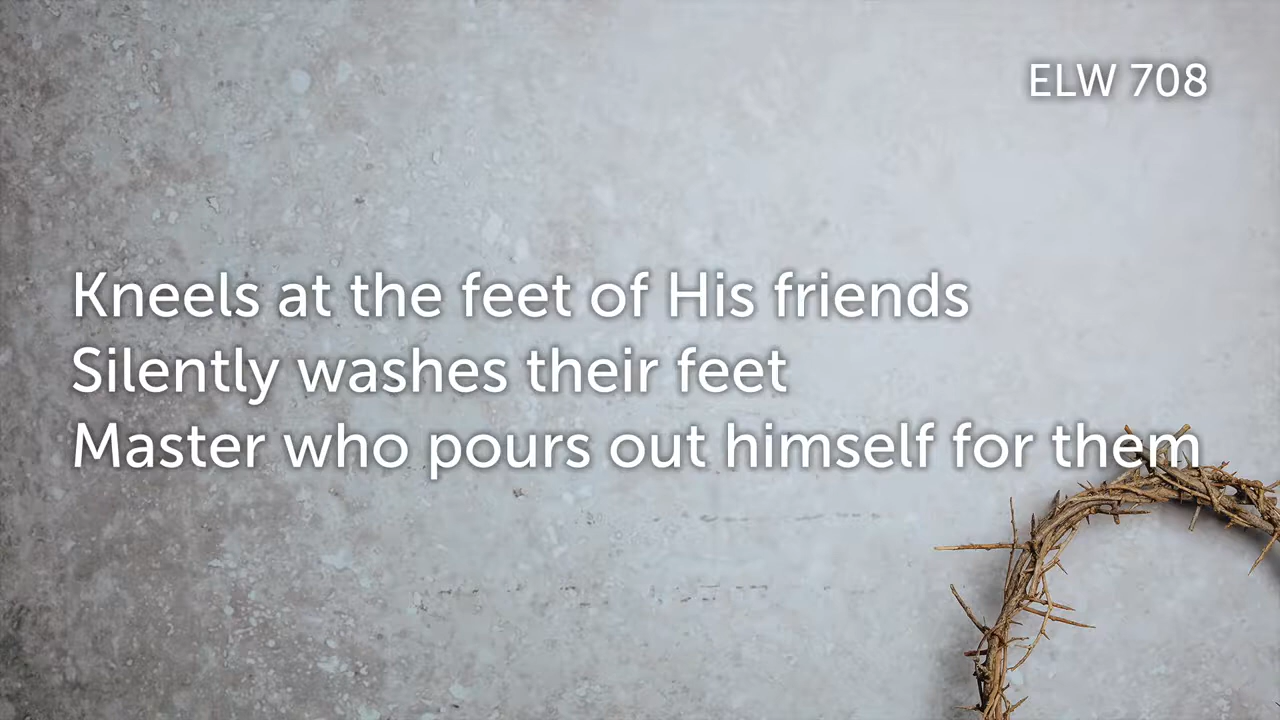 ELW 708
Kneels at the feet of His friends
Silently washes their feet
Master who pours out himself for them